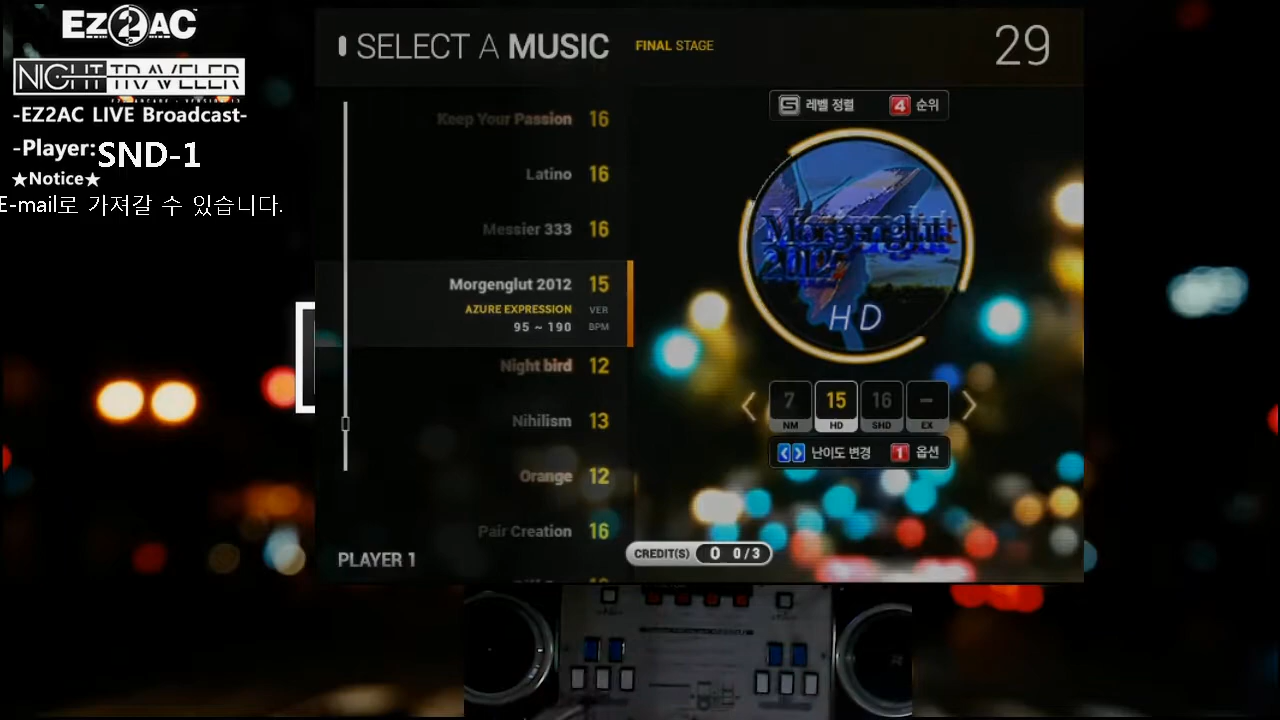 EZ2AC
NIGHT TRAVELER
-EZ2AC LIVE Broadcast-
-Player: SND-1
★Notice★
E-mail로 가져갈 수 있습니다.
SELECT A MUSIC
FINAL STAGE
29
Keep Your Passion 16
Latino 16
Messier 333 16
Morgenglut 2012 15
AZURE EXPRESSION VER
95 ~ 190 BPM
Night bird 12
Nihilism 13
Orange 12
Pair Creation 16
PLAYER 1
S 레벨 정렬 4 순위
Morgenglut
2012
HD
7 15 16 -
NM HD SHD EX
난이도 변경 1 옵션
CREDIT(S) 0 0/3